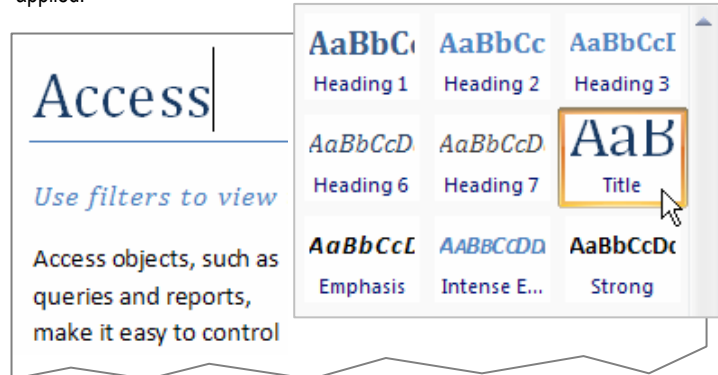 applied.
Access
Use filters to view
Access objects, such as
queries and reports,
make it easy to control
AaBbC
AaBbCc
AaBbCcI
Heading 1
Heading 2
Heading 3
AaBbCcD
AaBbCcD
AaB
Heading 6
Heading 7
Title
AaBbCcD
AABBCCDD
AaBbCcDc
Emphasis
Intense E...
Strong